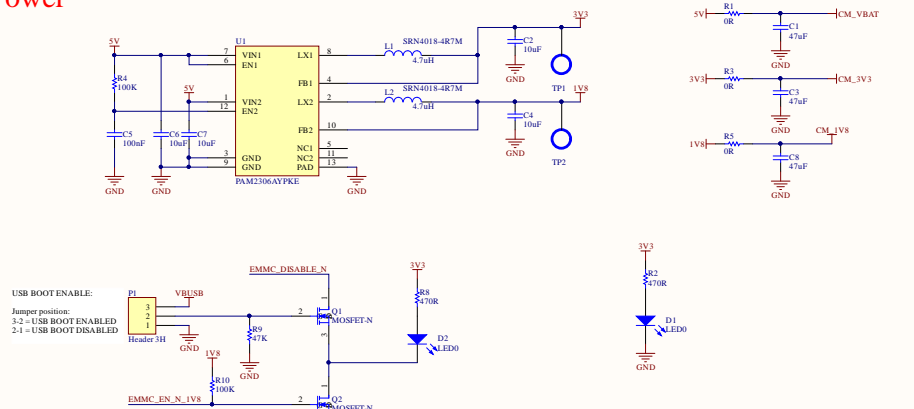 ower
5V
R4
100K
C5
100nF
GND
C6
10uF
GND
5V
C7
10uF
U1
7
6
1
12
3
9
VIN1
EN1
VIN2
EN2
GND
GND
LX1
FB1
LX2
FB2
NC1
NC2
PAD
8
4
2
10
5
11
13
PAM2306AYPKE
GND
L1
SRN4018-4R7M
4.7uH
L2
SRN4018-4R7M
4.7uH
3V3
C2
10uF
GND
TP1
1V8
C4
10uF
GND
TP2
5V
R1
0R
C1
47uF
GND
CM_VBAT
3V3
R3
0R
C3
47uF
GND
CM_3V3
1V8
R5
0R
C8
47uF
GND
CM_1V8
USB BOOT ENABLE:
Jumper position:
3-2 = USB BOOT ENABLED
2-1 = USB BOOT DISABLED
P1
3
2
1
Header 3H
VBUSB
GND
R9
47K
GND
EMMC_DISABLE_N
1
2
3
Q1
MOSFET-N
3V3
R8
470R
D2
LED0
1V8
R10
100K
EMMC_EN_N_1V8
1
2
Q2
MOSFET-N
3V3
R2
470R
D1
LED0
GND